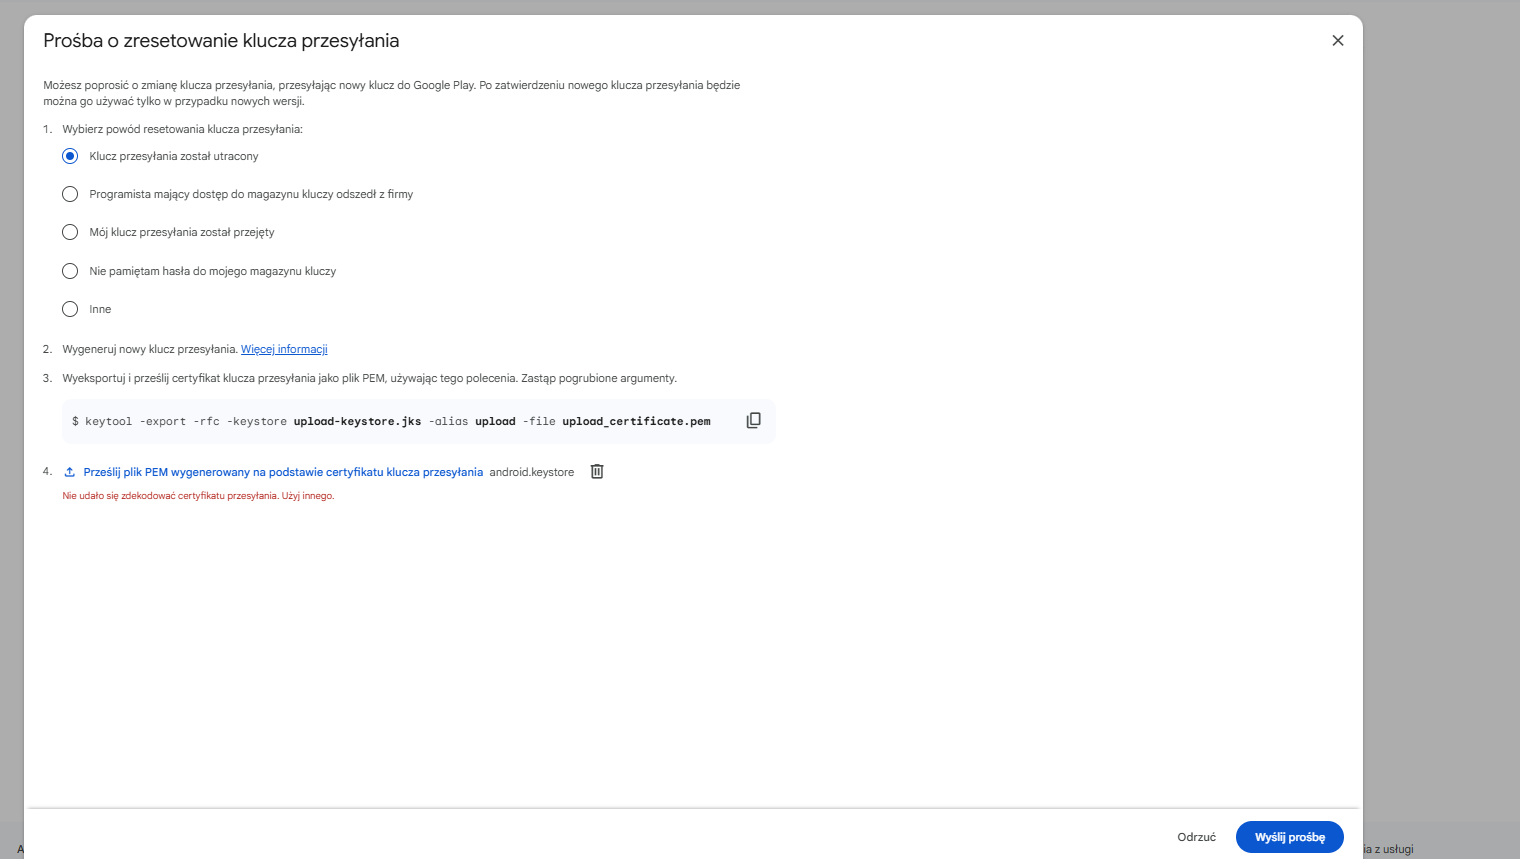 Prośba o zresetowanie klucza przesyłania
Możesz poprosić o zmianę klucza przesyłania, przesyłając nowy klucz do Google Play. Po zatwierdzeniu nowego klucza przesyłania będzie
można go używać tylko w przypadku nowych wersji.
1. Wybierz powód resetowania klucza przesyłania:
Klucz przesyłania został utracony
Programista mający dostęp do magazynu kluczy odszedł z firmy
Mój klucz przesyłania został przejęty
Nie pamiętam hasła do mojego magazynu kluczy
Inne
2. Wygeneruj nowy klucz przesyłania. Więcej informacji
3. Wyeksportuj i prześlij certyfikat klucza przesyłania jako plik PEM, używając tego polecenia. Zastąp pogrubione argumenty.
$ keytool -export -rfc -keystore upload-keystore.jks -alias upload -file upload_certificate.pem
4. Prześlij plik PEM wygenerowany na podstawie certyfikatu klucza przesyłania android.keystore
Nie udało się zdekodować certyfikatu przesyłania. Użyj innego.
Odrzuć Wyślij prośbę
A
ia z usługi